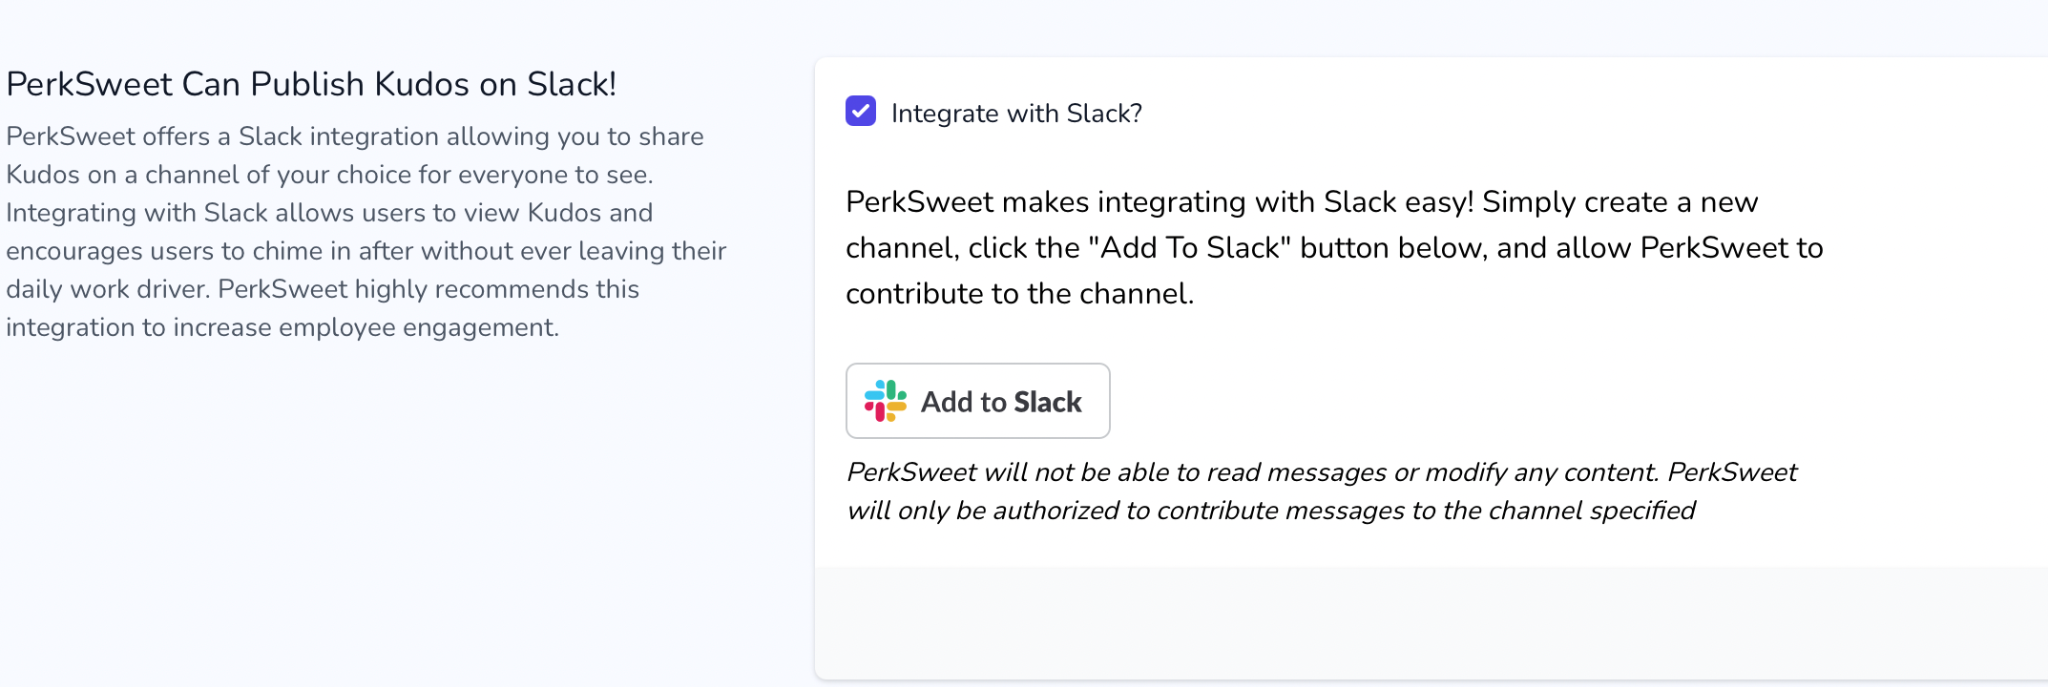 PerkSweet Can Publish Kudos on Slack!
PerkSweet offers a Slack integration allowing you to share
Kudos on a channel of your choice for everyone to see.
Integrating with Slack allows users to view Kudos and
encourages users to chime in after without ever leaving their
daily work driver. PerkSweet highly recommends this
integration to increase employee engagement.
Integrate with Slack?
PerkSweet makes integrating with Slack easy! Simply create a new
channel, click the "Add To Slack" button below, and allow PerkSweet to
contribute to the channel.
Add to Slack
PerkSweet will not be able to read messages or modify any content. PerkSweet
will only be authorized to contribute messages to the channel specified